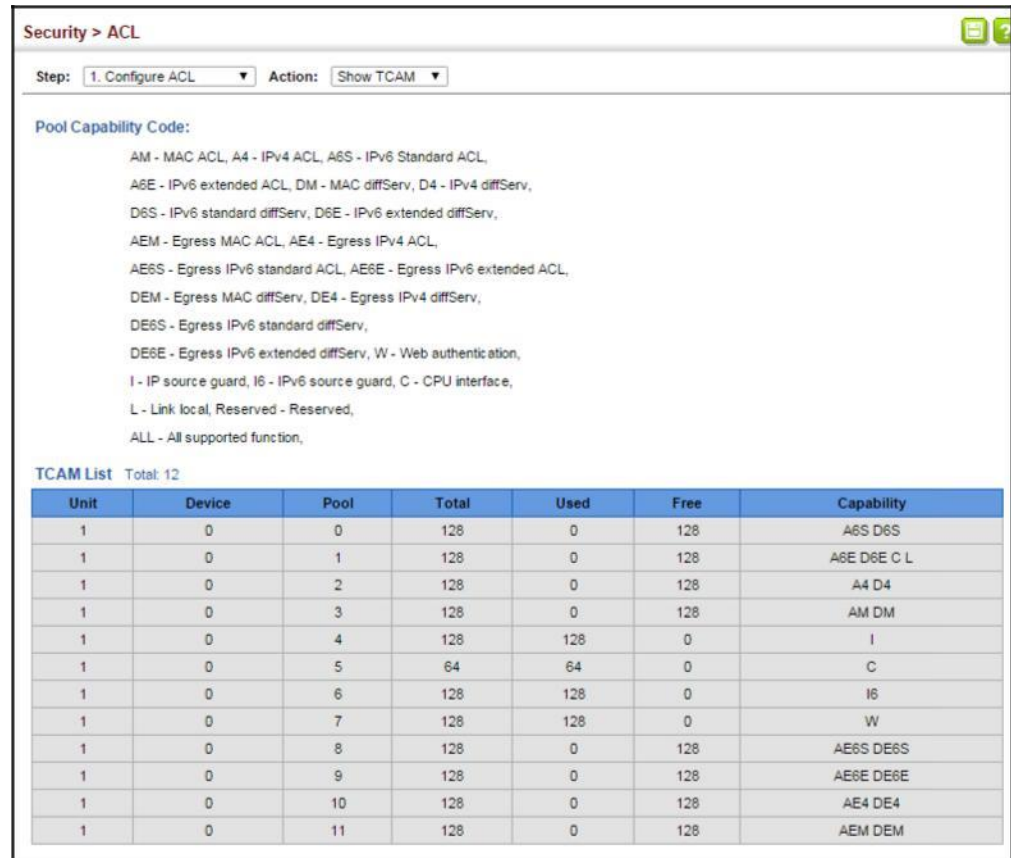 Security > ACL
Step: 1. Configure ACL Action: Show TCAM
Pool Capability Code:
AM - MAC ACL, A4 - IPv4 ACL, A6S - IPv6 Standard ACL,
A6E - IPv6 extended ACL, DM - MAC diffServ, D4 - IPv4 diffServ,
D6S - IPv6 standard diffServ, D6E - IPv6 extended diffServ,
AEM - Egress MAC ACL, AE4 - Egress IPv4 ACL,
AE6S - Egress IPv6 standard ACL, AE6E - Egress IPv6 extended ACL,
DEM - Egress MAC diffServ, DE4 - Egress IPv4 diffServ,
DE6S - Egress IPv6 standard diffServ,
DE6E - Egress IPv6 extended diffServ, W - Web authentication,
I - IP source guard, I6 - IPv6 source guard, C - CPU interface,
L - Link local, Reserved - Reserved,
ALL - All supported function,
TCAM List Total: 12
Unit Device Pool Total Used Free Capability
1 0 0 128 0 128 A6S D6S
1 0 1 128 0 128 A6E D6E C L
1 0 2 128 0 128 A4 D4
1 0 3 128 0 128 AM DM
1 0 4 128 128 0 I
1 0 5 64 64 0 C
1 0 6 128 128 0 I6
1 0 7 128 128 0 W
1 0 8 128 0 128 AE6S DE6S
1 0 9 128 0 128 AE6E DE6E
1 0 10 128 0 128 AE4 DE4
1 0 11 128 0 128 AEM DEM